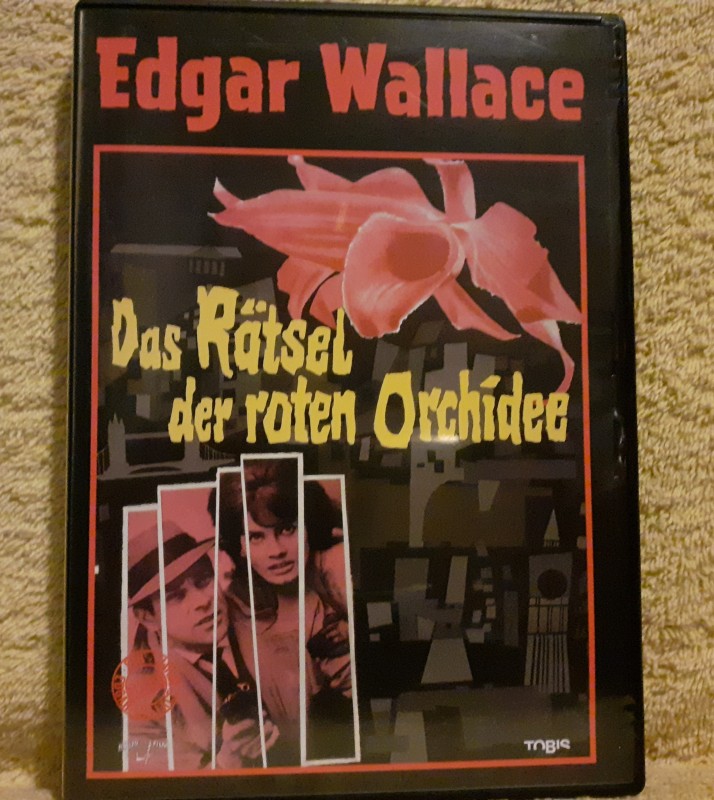 Edgar Wallace
Das Rätsel
der roten Orchidee
TOBIS